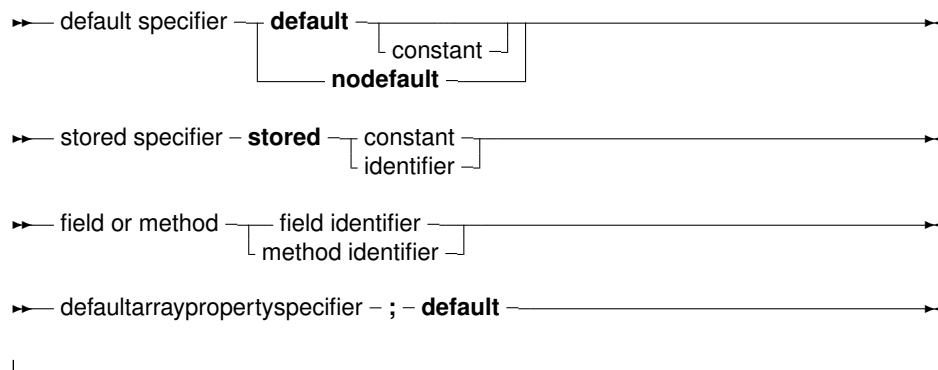 default specifier default
constant
nodefault
stored specifier stored constant
identifier
field or method field identifier
method identifier
defaultarraypropertyspecifier ; default